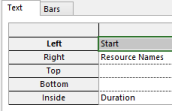 Text Bars
Left Start
Right Resource Names
Top
Bottom
Inside Duration